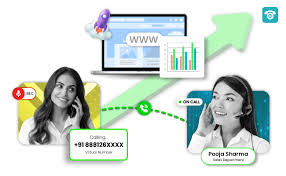 WWW
REC
ON CALL
Calling...
+91 888126XXXX
Virtual Number
Pooja Sharma
Sales Department